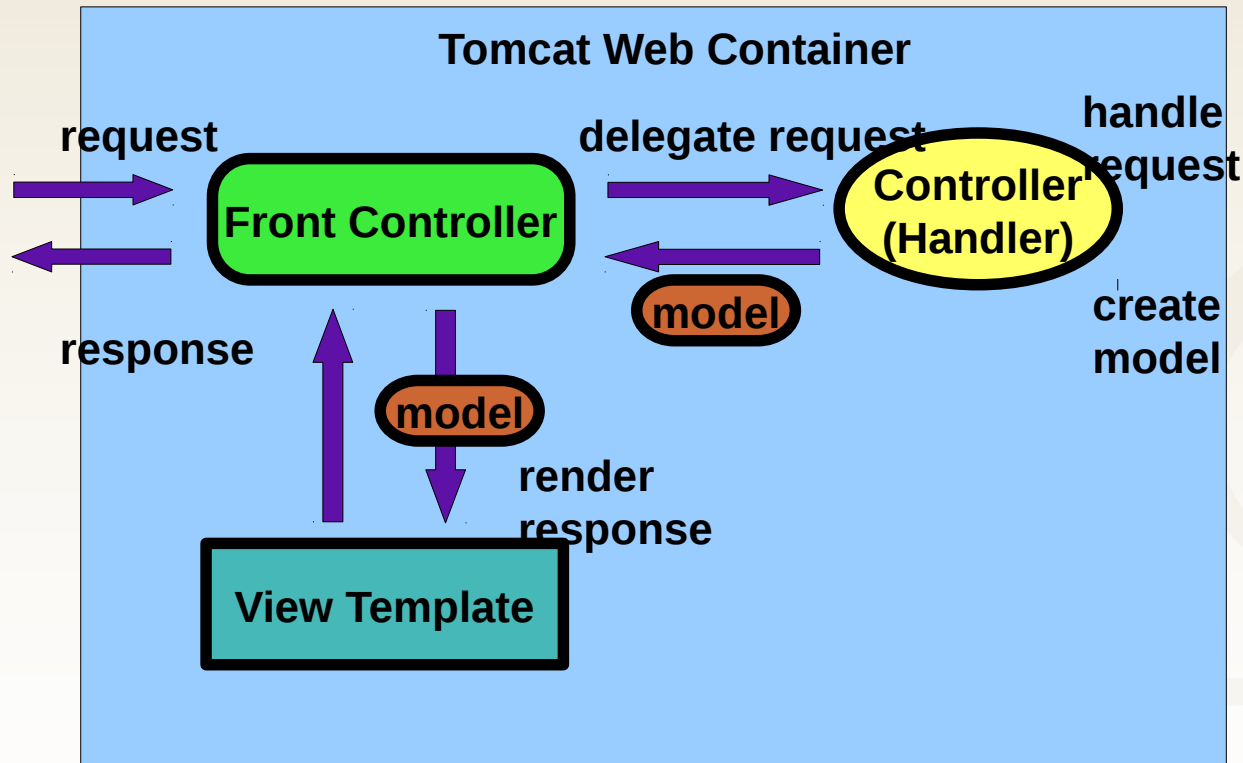 Tomcat Web Container
request
delegate request
handle
request
Front Controller
Controller
(Handler)
model
create
model
response
model
render
response
View Template